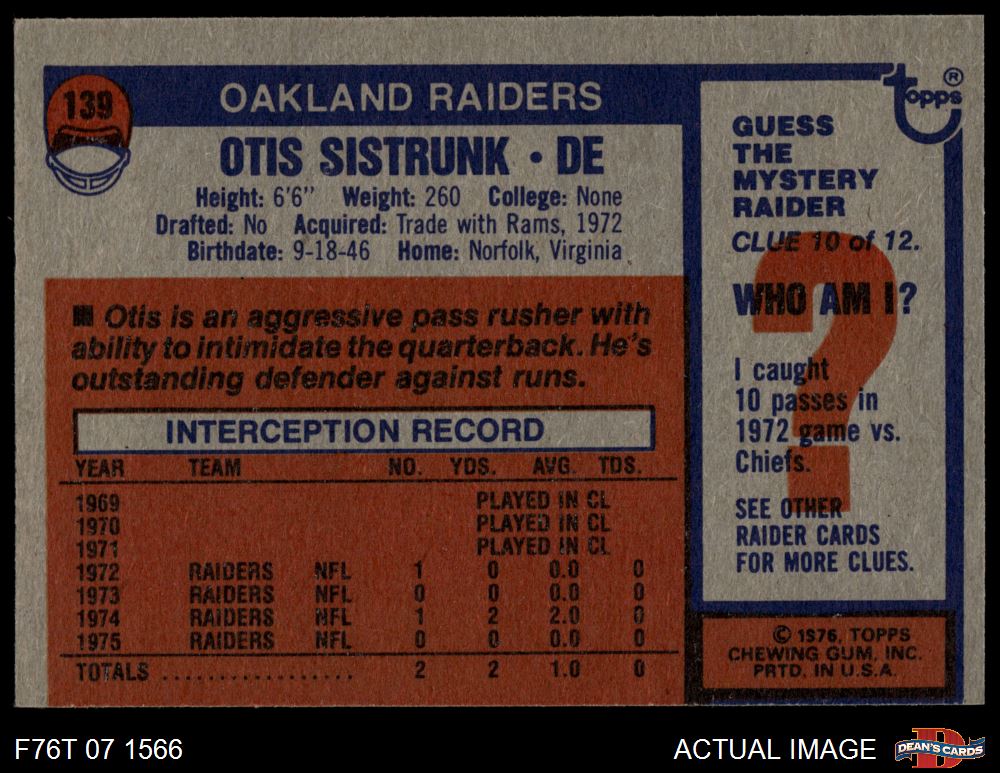 139
OAKLAND RAIDERS
OTIS SISTRUNK • DE
Height: 6'6" Weight: 260 College: None
Drafted: No Acquired: Trade with Rams, 1972
Birthdate: 9-18-46 Home: Norfolk, Virginia
Otis is an aggressive pass rusher with
ability to intimidate the quarterback. He's
outstanding defender against runs.
INTERCEPTION RECORD
YEAR TEAM NO. YDS. AVG. TDS.
1969 PLAYED IN CL
1970 PLAYED IN CL
1971 PLAYED IN CL
1972 RAIDERS NFL 1 0 0.0 0
1973 RAIDERS NFL 0 0 0.0 0
1974 RAIDERS NFL 1 2 2.0 0
1975 RAIDERS NFL 0 0 0.0 0
TOTALS .................. 2 2 1.0 0
topps ®
GUESS
THE
MYSTERY
RAIDER
CLUE 10 of 12.
WHO AM I?
I caught
10 passes in
1972 game vs.
Chiefs.
SEE OTHER
RAIDER CARDS
FOR MORE CLUES.
© 1976, TOPPS
CHEWING GUM, INC.
PRTD. IN U.S.A.
F76T 07 1566
ACTUAL IMAGE
DEAN'S CARDS